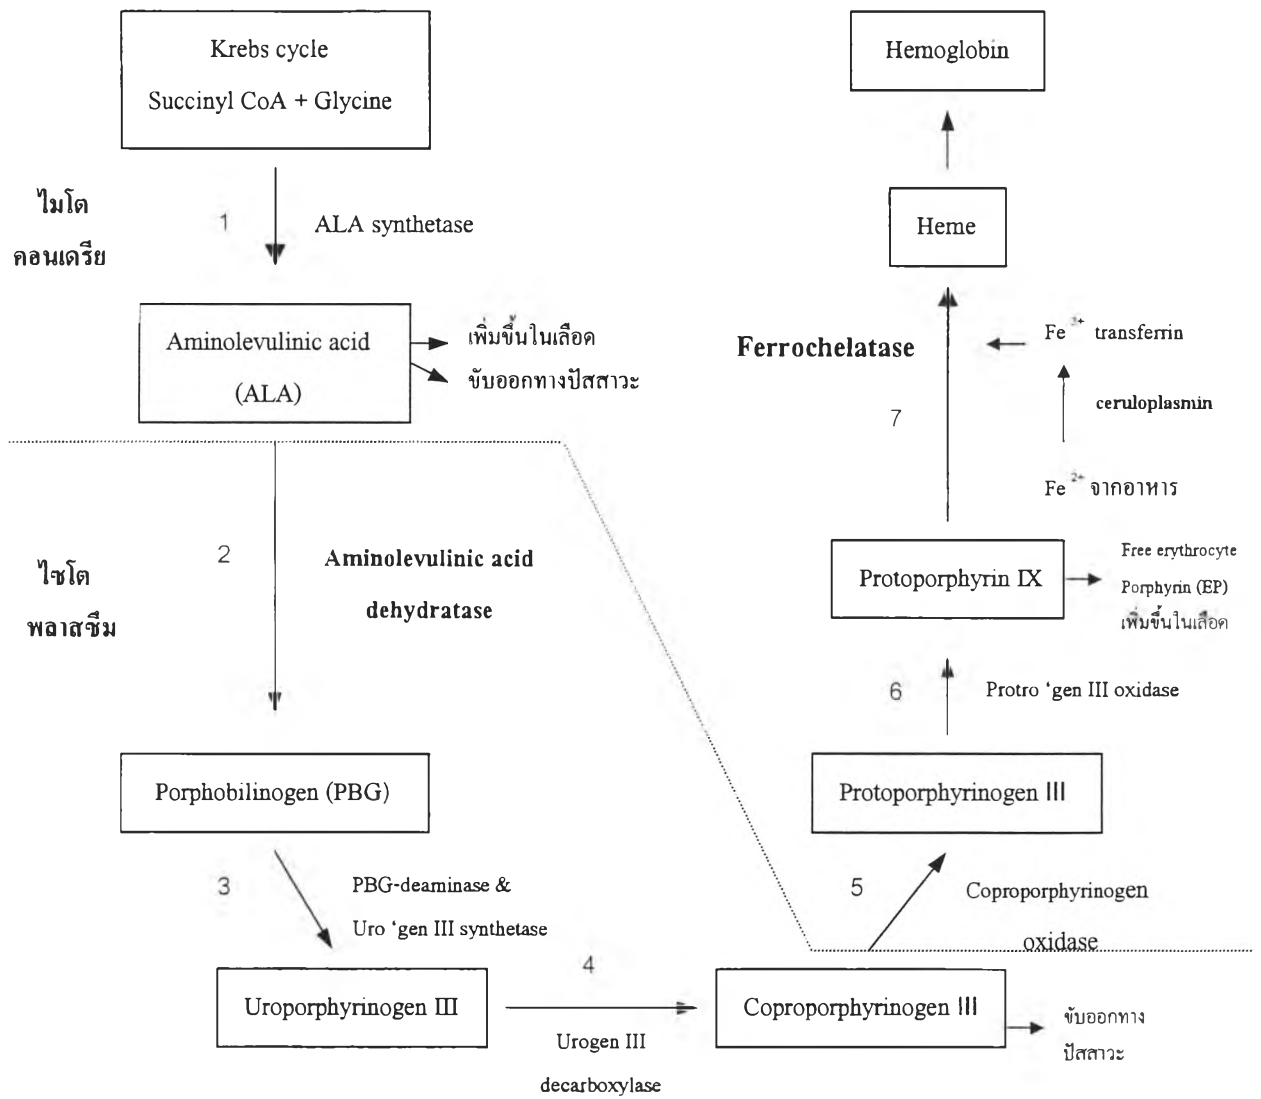 Krebs cycle
Succinyl CoA + Glycine
ไมโต
คอนเดรีย
1
ALA synthetase
Aminolevulinic acid
(ALA)
เพิ่มขึ้นในเลือด
ขับออกทางปัสสาวะ
ไซโต
พลาสซึม
2
Aminolevulinic acid
dehydratase
Porphobilinogen (PBG)
3
PBG-deaminase &
Uro ‘gen III synthetase
Uroporphyrinogen III
4
Urogen III
decarboxylase
Coproporphyrinogen III
ขับออกทาง
ปัสสาวะ
5
Coproporphyrinogen
oxidase
Protoporphyrinogen III
6
Protro ‘gen III oxidase
Protoporphyrin IX
Free erythrocyte
Porphyrin (EP)
เพิ่มขึ้นในเลือด
7
Ferrochelatase
Fe transferrin
ceruloplasmin
Fe 2+ จากอาหาร
Heme
Hemoglobin